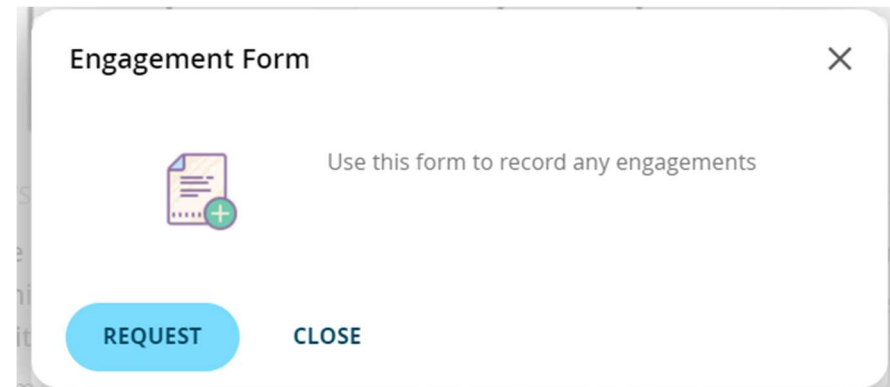 Engagement Form
Use this form to record any engagements
REQUEST CLOSE